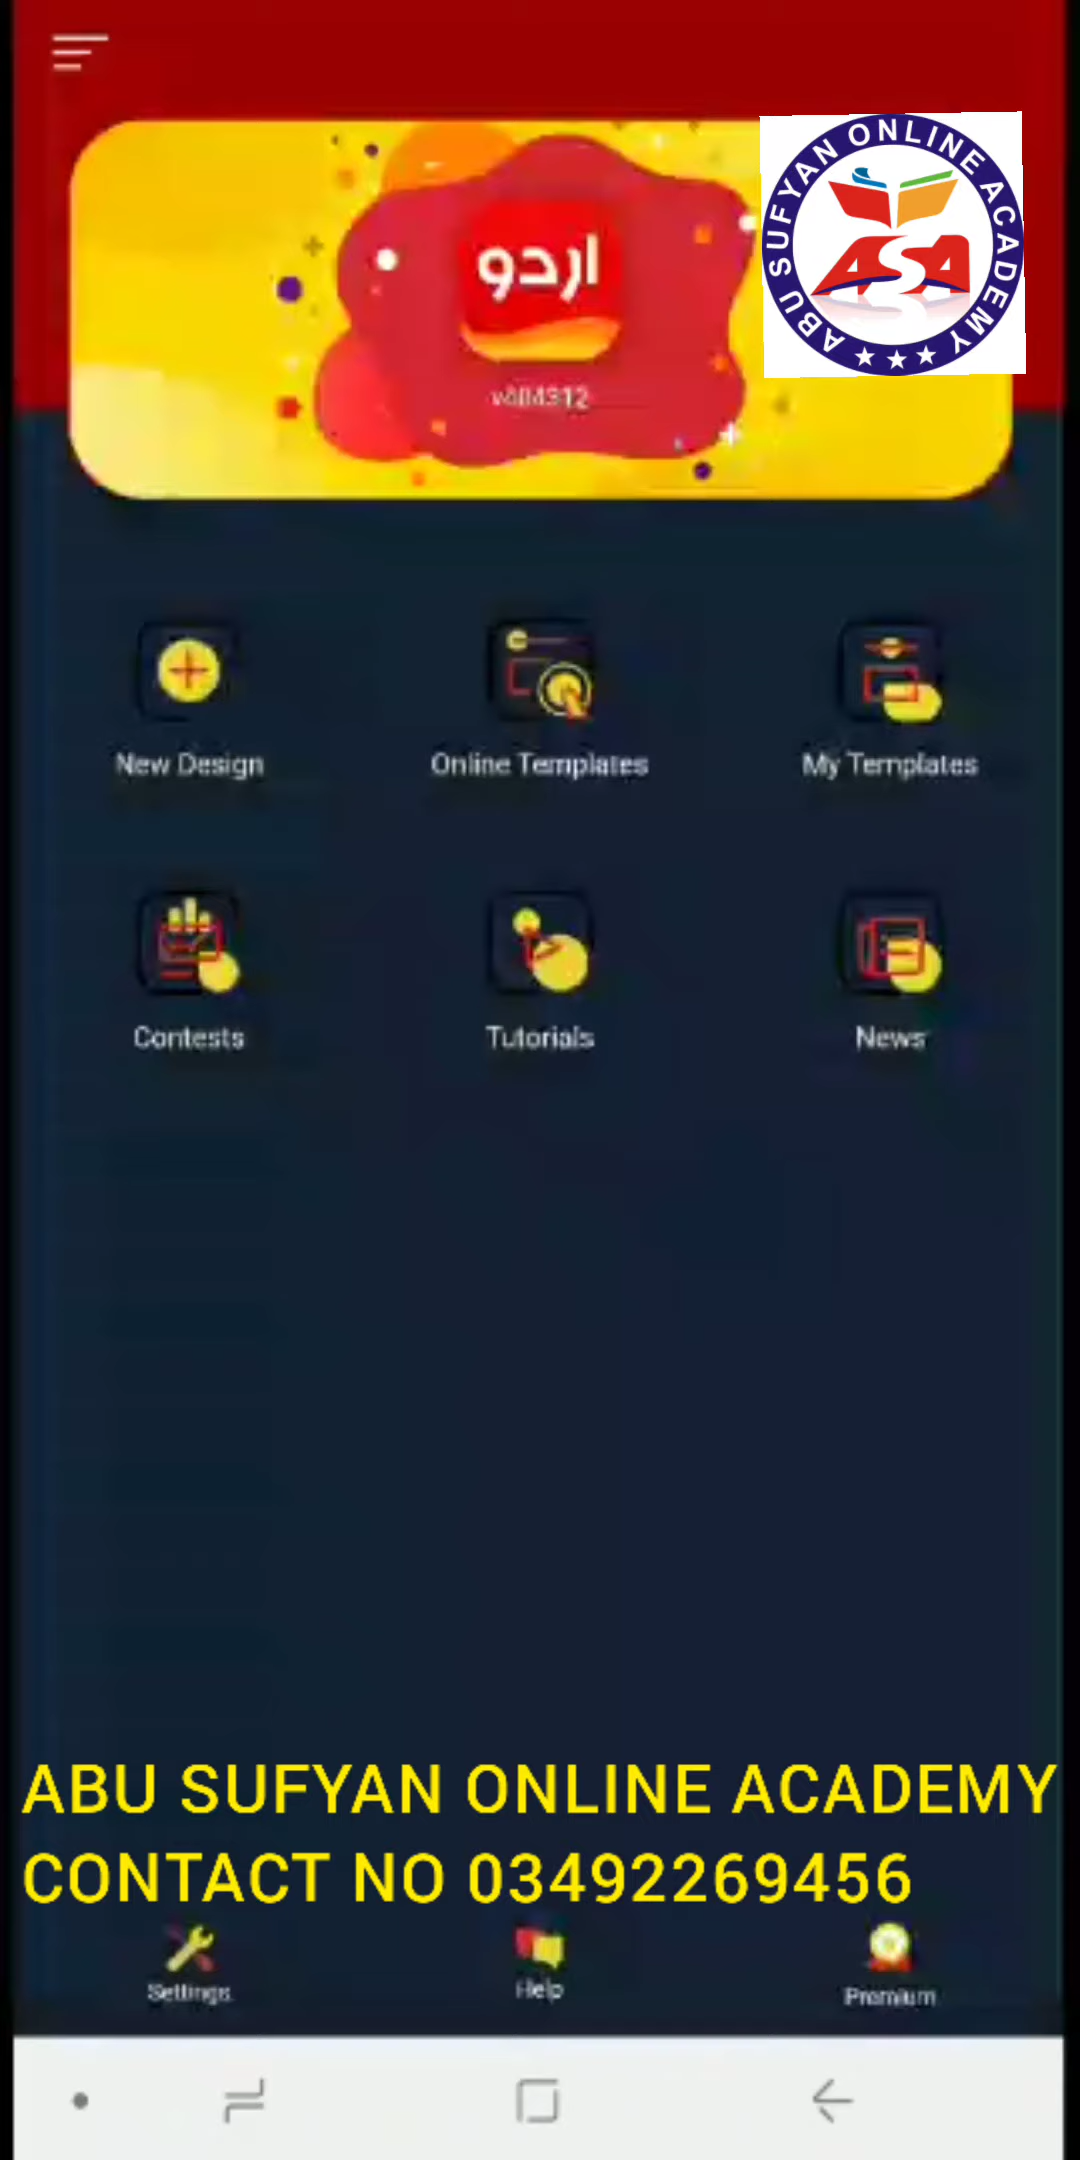 ABU SUFYAN ONLINE ACADEMY
ASA
اردو
v484312
New Design
Online Templates
My Templates
Contests
Tutorials
News
ABU SUFYAN ONLINE ACADEMY
CONTACT NO 03492269456
Settings
Help
Premium